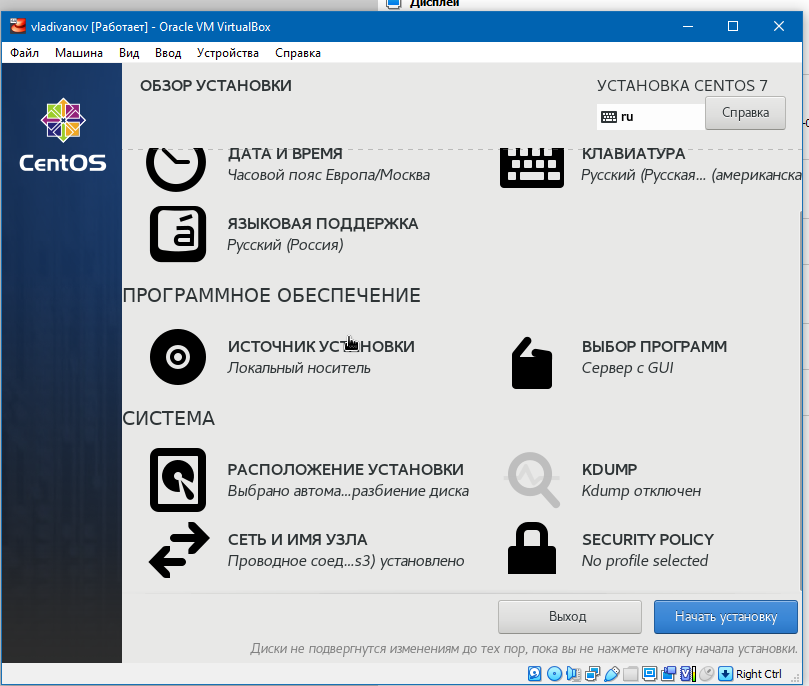 Дисплей
vladivanov [Работает] - Oracle VM VirtualBox
Файл Машина Вид Ввод Устройства Справка
CentOS
ОБЗОР УСТАНОВКИ
УСТАНОВКА CENTOS 7
ru
Справка
ДАТА И ВРЕМЯ
Часовой пояс Европа/Москва
КЛАВИАТУРА
Русский (Русская... (американска
ЯЗЫКОВАЯ ПОДДЕРЖКА
Русский (Россия)
ПРОГРАММНОЕ ОБЕСПЕЧЕНИЕ
ИСТОЧНИК УСТАНОВКИ
Локальный носитель
ВЫБОР ПРОГРАММ
Сервер с GUI
СИСТЕМА
РАСПОЛОЖЕНИЕ УСТАНОВКИ
Выбрано автома...разбиение диска
KDUMP
Kdump отключен
СЕТЬ И ИМЯ УЗЛА
Проводное соед...s3) установлено
SECURITY POLICY
No profile selected
Выход
Начать установку
Диски не подвергнутся изменениям до тех пор, пока вы не нажмете кнопку начала установки.
Right Ctrl